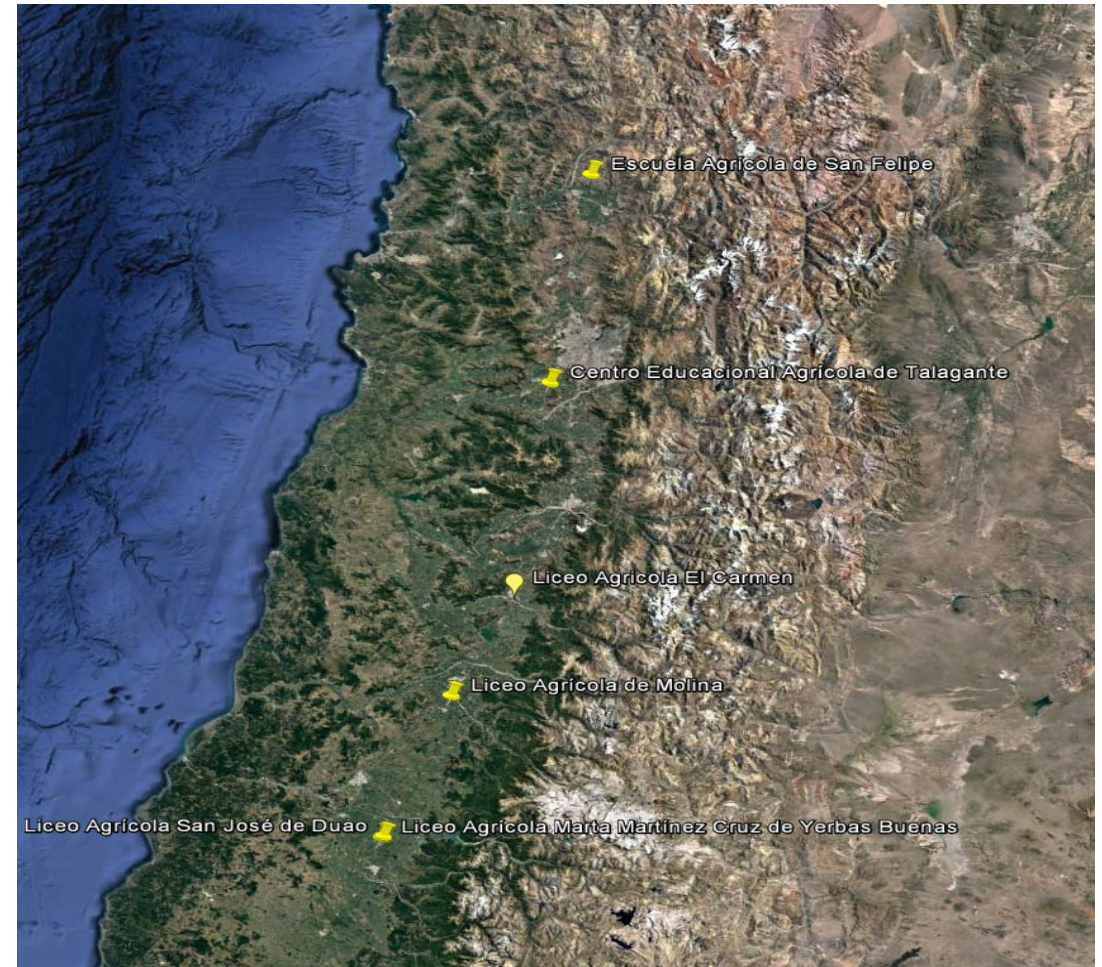 Escuela Agrícola de San Felipe
Centro Educacional Agrícola de Talagante
Liceo Agrícola El Carmen
Liceo Agrícola de Molina
Liceo Agrícola San José de Duao
Liceo Agrícola Marta Martínez Cruz de Yerbas Buenas